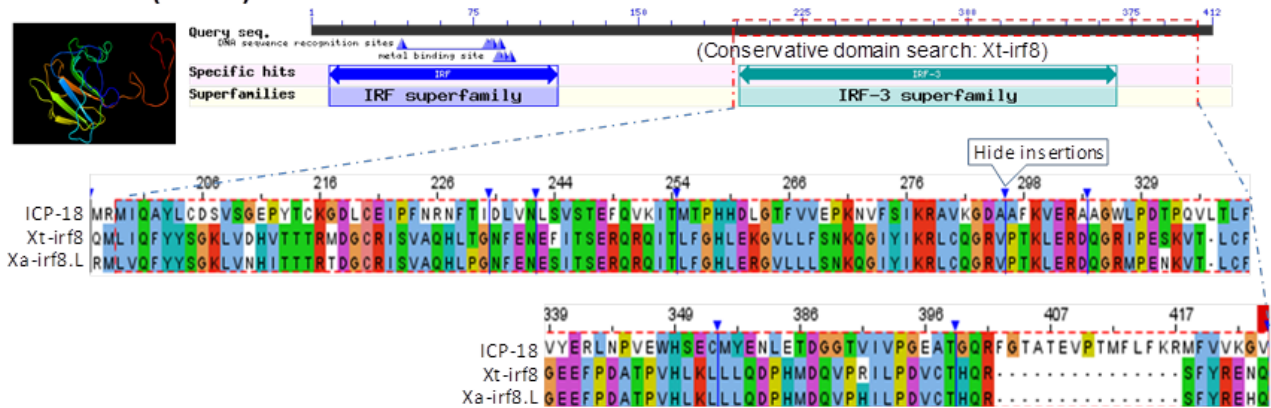 1 75 150 225 300 375 412
Query seq.
DNA sequence recognition sites
metal binding site
(Conservative domain search: Xt-irf8)
Specific hits IRF IRF-3
Superfamilies IRF superfamily IRF-3 superfamily
Hide insertions
206 216 226 244 254 266 276 298 329
ICP-18 MRMIQAYLCDSVSGEPYTCKGDLCEIPFNRNFTIDLVNLSVSTEFQVKITMTPHHDLGTFVVEPKNVFSIKRAVKGDAAFKVERAAGWLPDTPQVLTLF
Xt-irf8 QMLIQFYYSGKLVDHVTTTRMDGCRISVAQHLTGNFENEFITSERQRQITLFGHLEKGVLLFSNKQGIYIKRLCQGRVPTKLERDQGRIPESKVT-LCF
Xa-irf8.L RMLVQFYYSGKLVNHITTTRTDGCRISVAQHLPGNFENESITSERQRQITLFGHLERGVLLLSNKQGIYIKRLCQGRVPTKLERDQGRMPENKVT-LCF
339 349 386 396 407 417
ICP-18 VYERLNPVEWHSECMYENLETDGGTVIVPGEATGQRFGTATEVPTMFLFKRMFVVKGV
Xt-irf8 GEEFPDATPVHLKLLLQDPHMDQVPRILPDVCTHQR---------------SFYRENQ
Xa-irf8.L GEEFPDATPVHLKLLLQDPHMDQVPHILPDVCTHQR---------------SFYREHQ